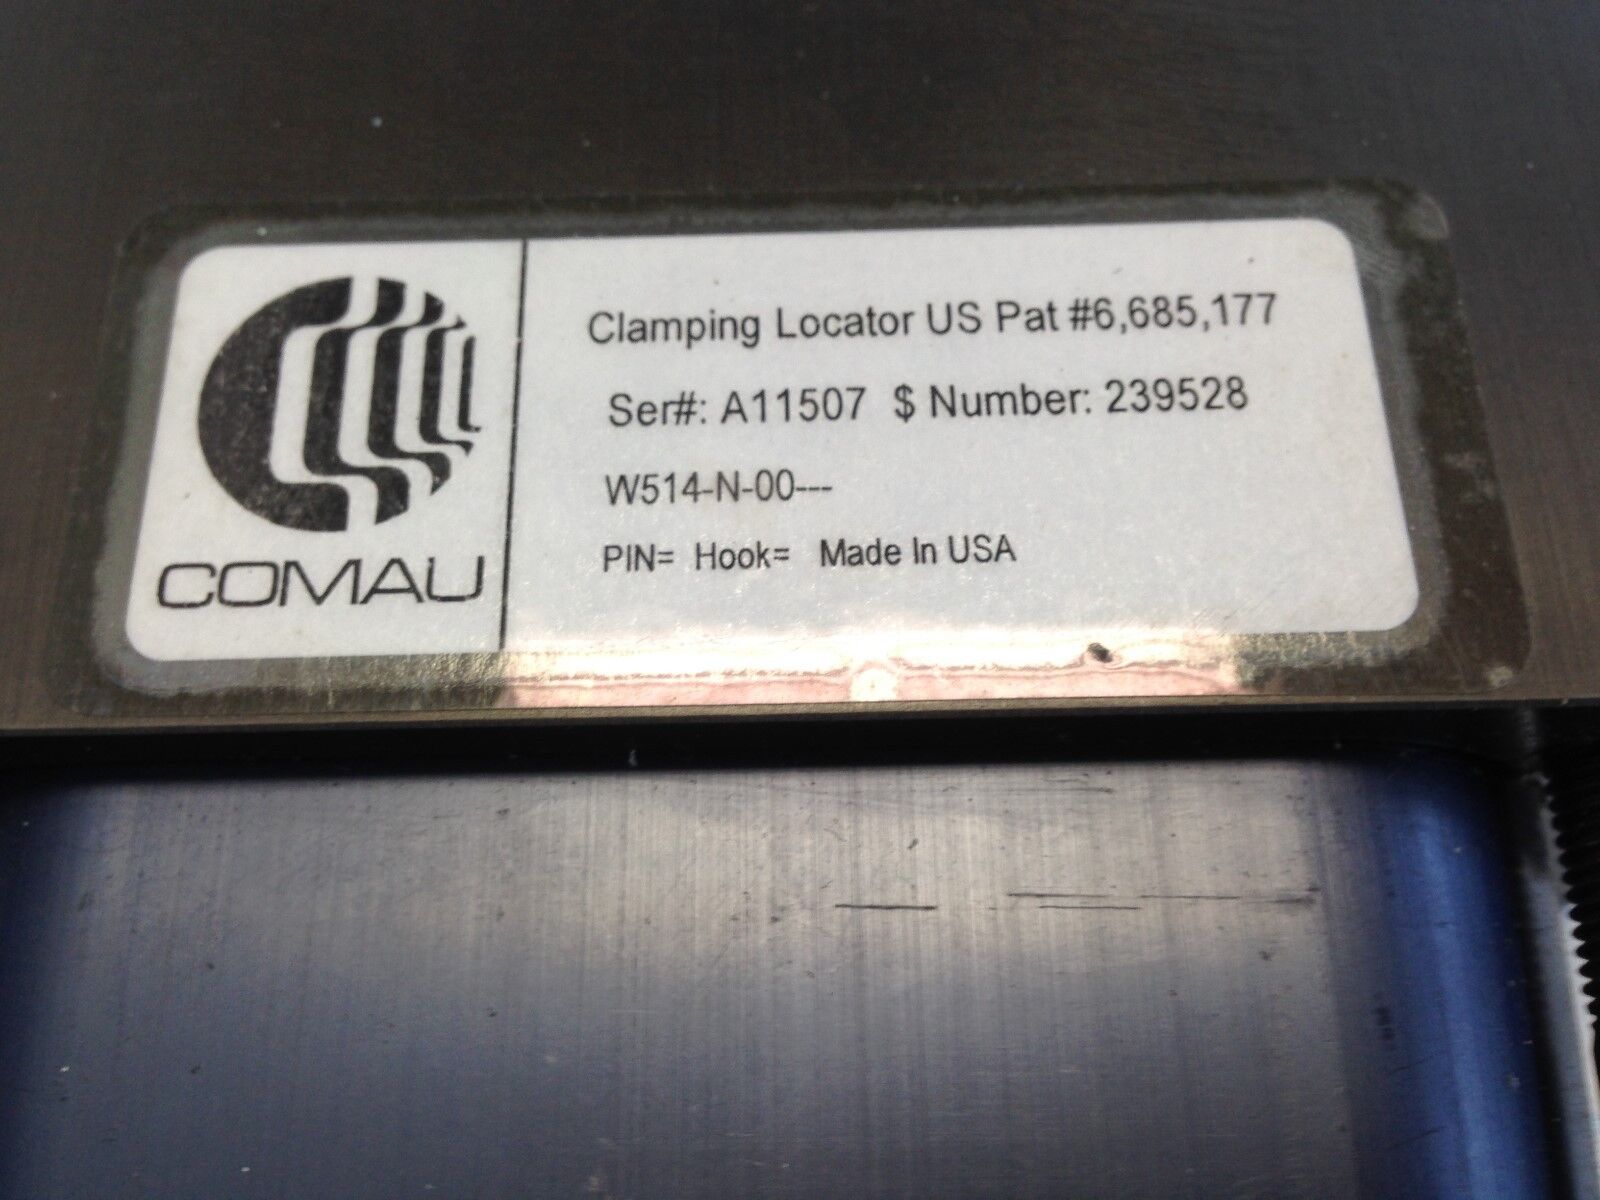 COMAU
Clamping Locator US Pat #6,685,177
Ser#: A11507 $ Number: 239528
W514-N-00---
PIN= Hook= Made In USA